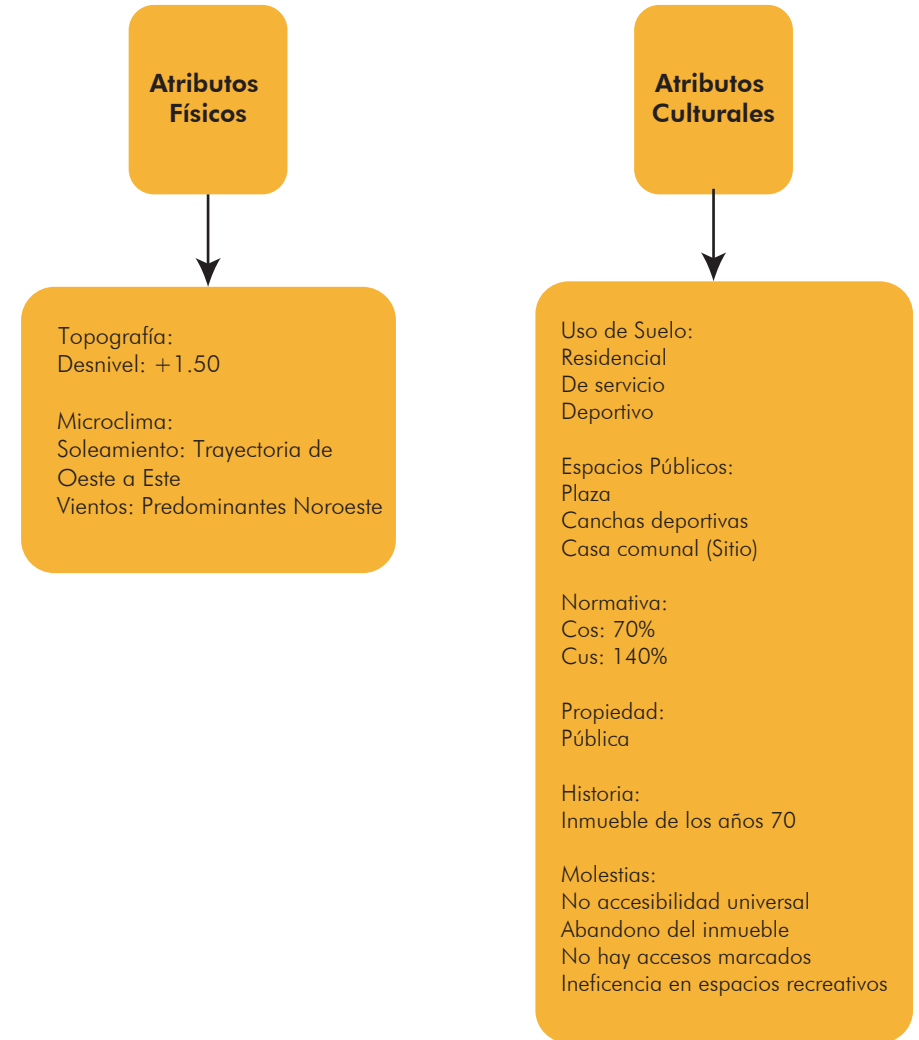 Atributos
Físicos
Topografía:
Desnivel: +1.50
Microclima:
Soleamiento: Trayectoria de
Oeste a Este
Vientos: Predominantes Noroeste
Atributos
Culturales
Uso de Suelo:
Residencial
De servicio
Deportivo
Espacios Públicos:
Plaza
Canchas deportivas
Casa comunal (Sitio)
Normativa:
Cos: 70%
Cus: 140%
Propiedad:
Pública
Historia:
Inmueble de los años 70
Molestias:
No accesibilidad universal
Abandono del inmueble
No hay accesos marcados
Ineficencia en espacios recreativos